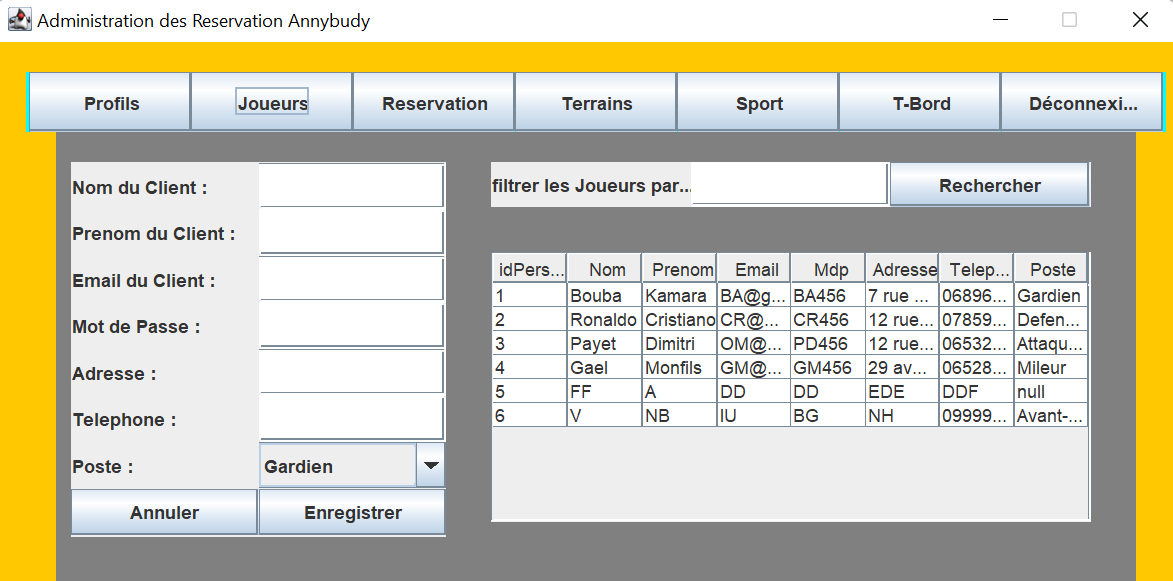 Administration des Reservation Annybudy
Profils Joueurs Reservation Terrains Sport T-Bord Déconnexi...
Nom du Client :
Prenom du Client :
Email du Client :
Mot de Passe :
Adresse :
Telephone :
Poste : Gardien
Annuler Enregistrer
filtrer les Joueurs par... Rechercher
idPers... Nom Prenom Email Mdp Adresse Telep... Poste
1 Bouba Kamara BA@g... BA456 7 rue ... 06896... Gardien
2 Ronaldo Cristiano CR@... CR456 12 rue... 07859... Defen...
3 Payet Dimitri OM@... PD456 12 rue... 06532... Attaqu...
4 Gael Monfils GM@... GM456 29 av... 06528... Mileur
5 FF A DD DD EDE DDF null
6 V NB IU BG NH 09999... Avant-...